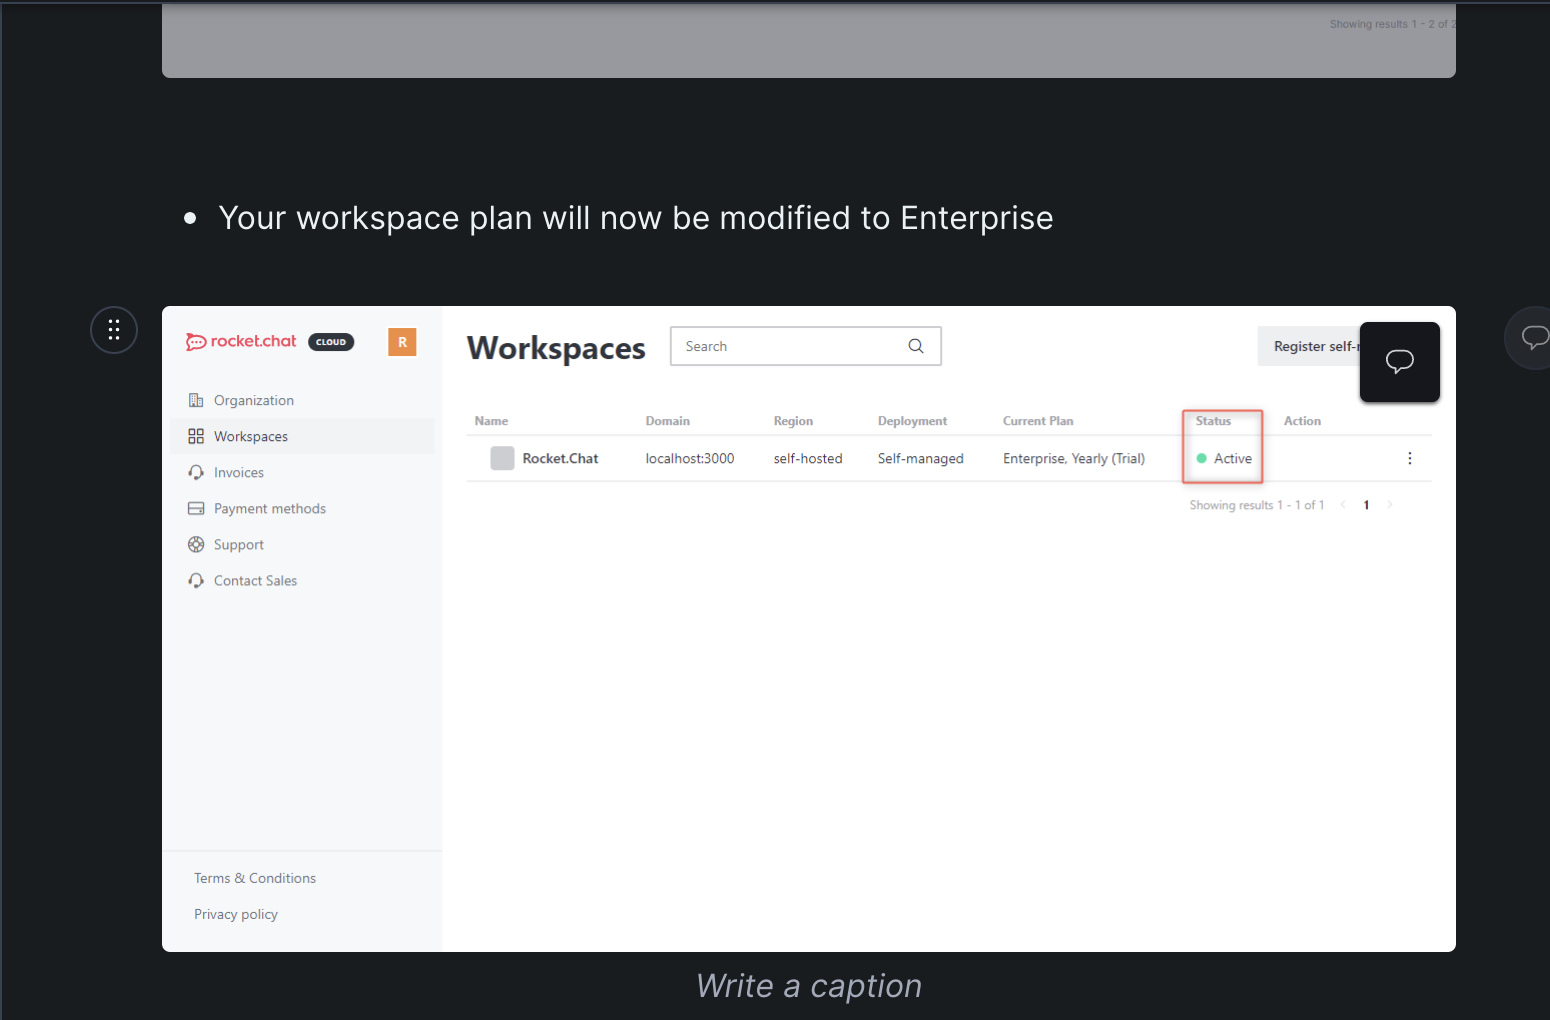 Showing results 1 - 2 of 2
• Your workspace plan will now be modified to Enterprise
rocket.chat CLOUD R
Organization
Workspaces
Invoices
Payment methods
Support
Contact Sales
Terms & Conditions
Privacy policy
Workspaces
Search
Register self-
Name Domain Region Deployment Current Plan Status Action
Rocket.Chat localhost:3000 self-hosted Self-managed Enterprise, Yearly (Trial) Active
Showing results 1 - 1 of 1 < 1 >
Write a caption